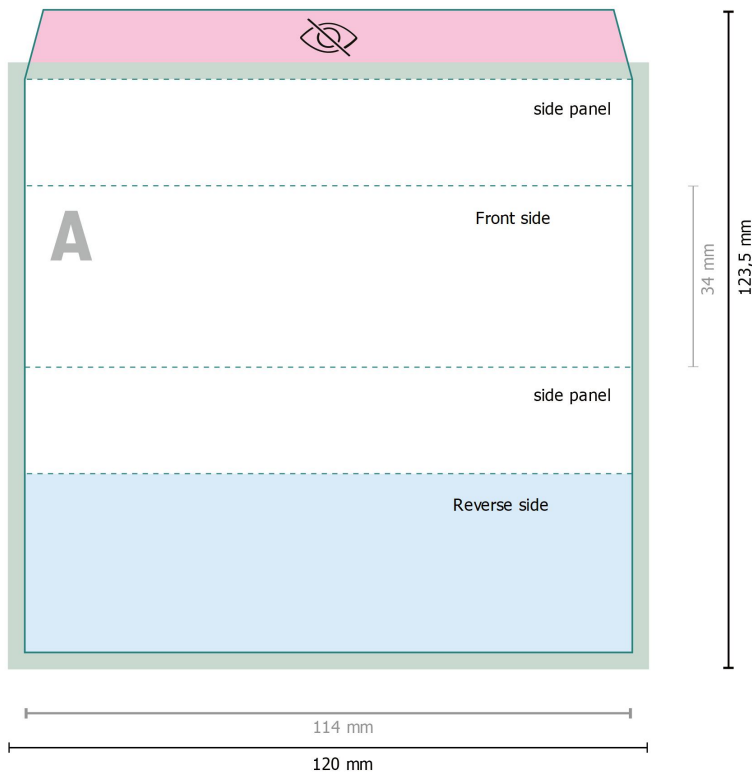 side panel
Front side
A
34 mm
123,5 mm
side panel
Reverse side
114 mm
120 mm